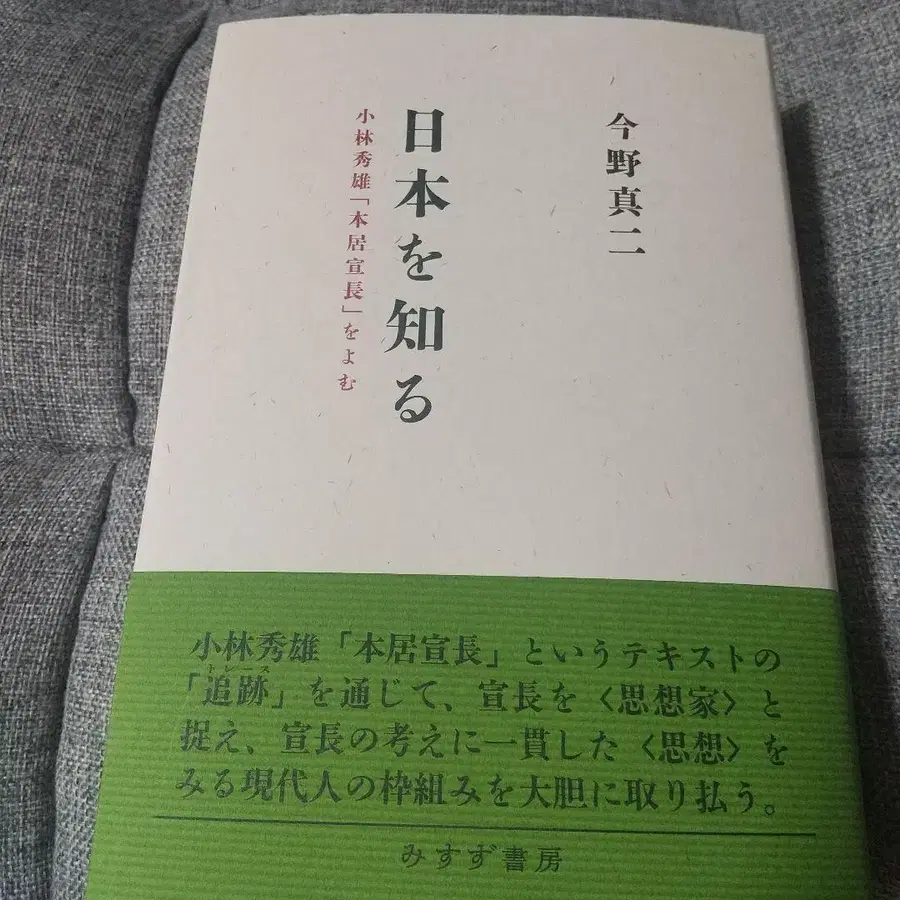 今野真二
日本を知る
小林秀雄「本居宣長」をよむ
小林秀雄「本居宣長」というテキストの
トレース
「追跡」を通じて、宣長を〈思想家〉と
捉え、宣長の考えに一貫した〈思想〉を
みる現代人の枠組みを大胆に取り払う。
みすず書房